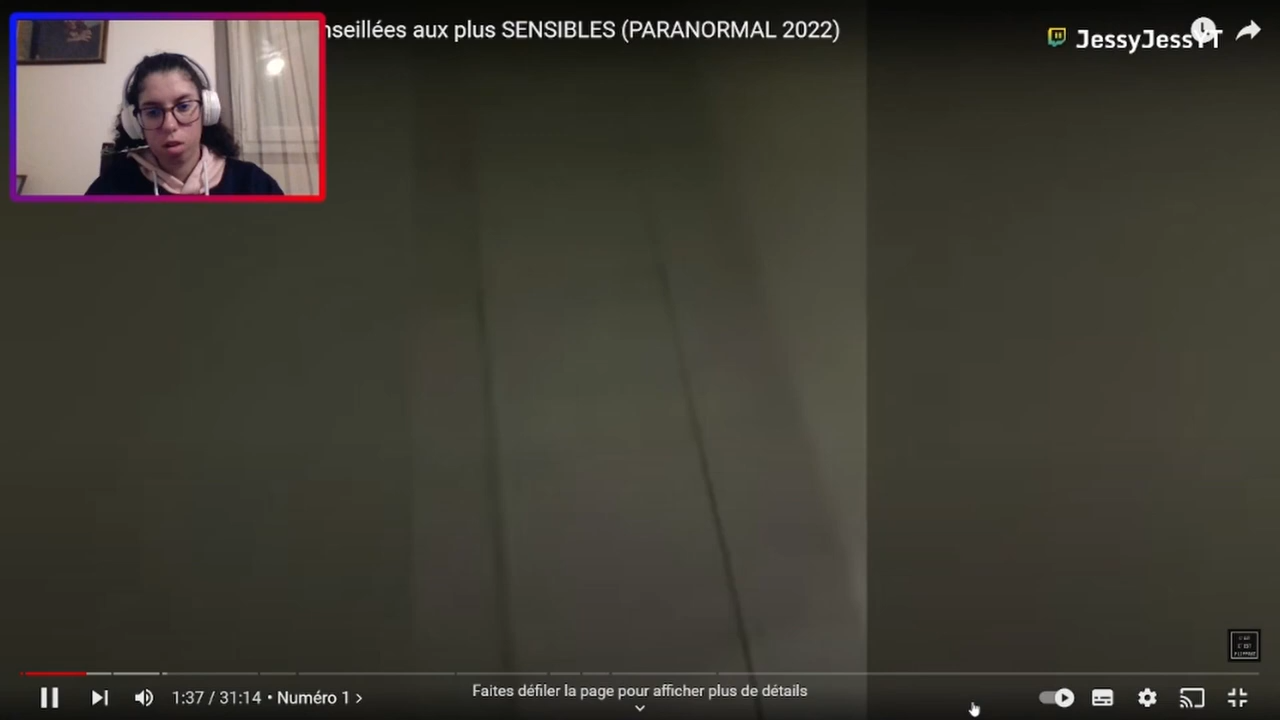 nseillées aux plus SENSIBLES (PARANORMAL 2022)
JessyJessYT
1:37 / 31:14 • Numéro 1 >
Faites défiler la page pour afficher plus de détails